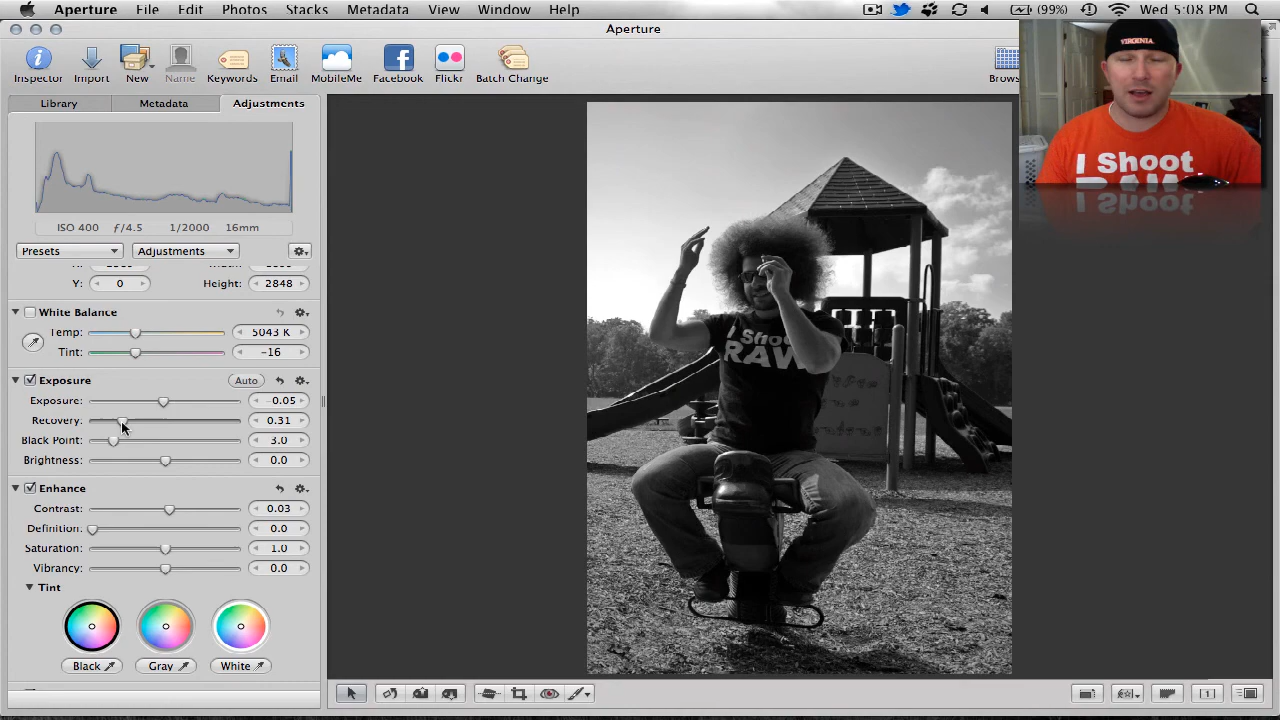 Aperture File Edit Photos Stacks Metadata View Window Help (99%) Wed 5:08 PM
Aperture
Inspector Import New Name Keywords Email MobileMe Facebook Flickr Batch Change
Library Metadata Adjustments
ISO 400 ƒ/4.5 1/2000 16mm
Presets Adjustments
Y: 0 Height: 2848
White Balance
Temp: 5043 K
Tint: -16
Exposure Auto
Exposure: -0.05
Recovery: 0.31
Black Point: 3.0
Brightness: 0.0
Enhance
Contrast: 0.03
Definition: 0.0
Saturation: 1.0
Vibrancy: 0.0
Tint
Black Gray White
I Shoot
RAW
VIRGINIA
I Shoot
RAW
1